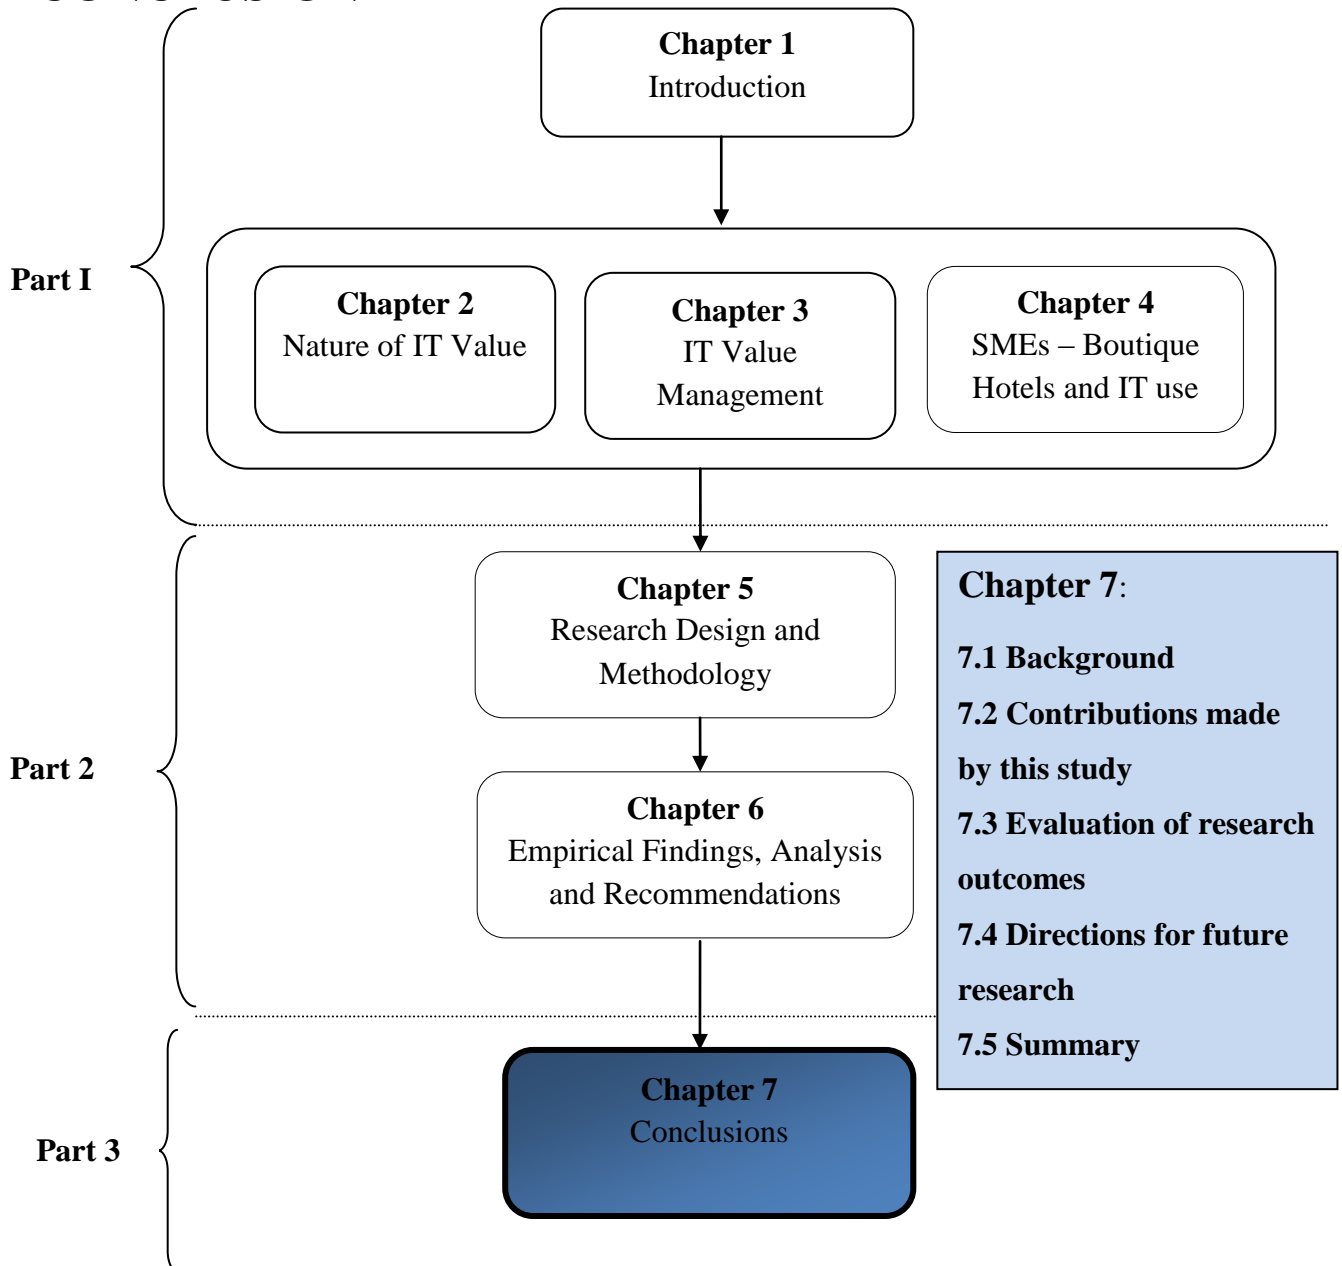 Chapter 1
Introduction
Part I
Chapter 2
Nature of IT Value
Chapter 3
IT Value
Management
Chapter 4
SMEs – Boutique
Hotels and IT use
Part 2
Chapter 5
Research Design and
Methodology
Chapter 6
Empirical Findings, Analysis
and Recommendations
Chapter 7:
7.1 Background
7.2 Contributions made
by this study
7.3 Evaluation of research
outcomes
7.4 Directions for future
research
7.5 Summary
Part 3
Chapter 7
Conclusions